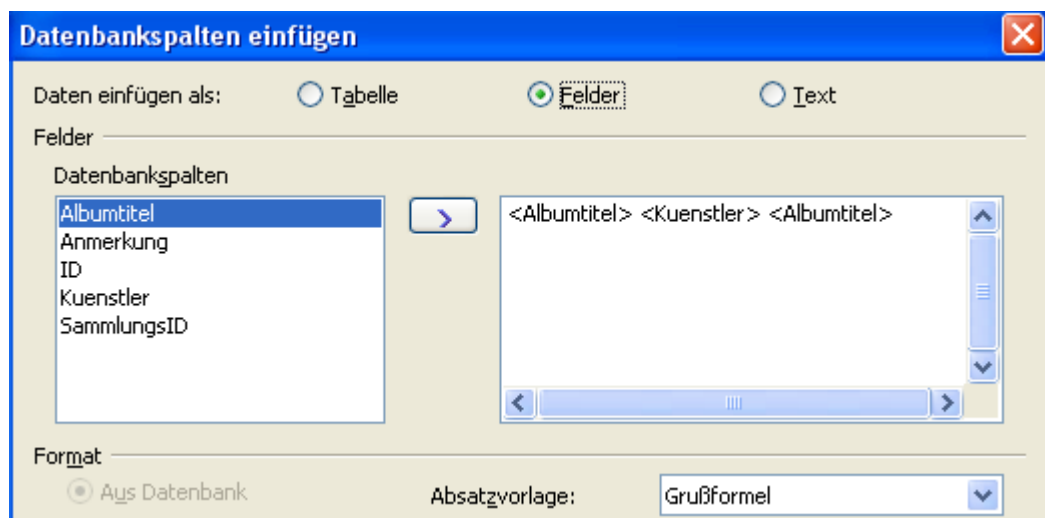 Datenbankspalten einfügen
Daten einfügen als: Tabelle Felder Text
Felder
Datenbankspalten
Albumtitel
Anmerkung
ID
Kuenstler
SammlungsID
>
<Albumtitel> <Kuenstler> <Albumtitel>
Format
Aus Datenbank
Absatzvorlage: Grußformel